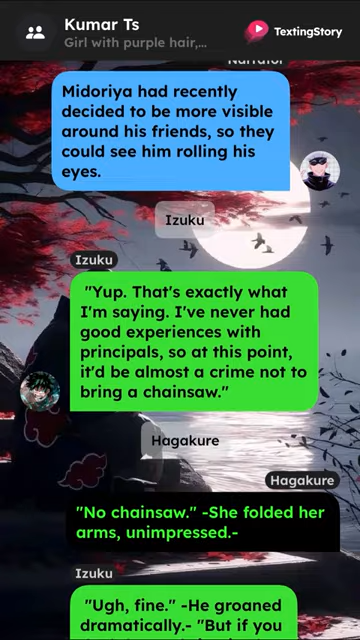 Kumar Ts
Girl with purple hair,...
TextingStory
Narrator
Midoriya had recently
decided to be more visible
around his friends, so they
could see him rolling his
eyes.
Izuku
Izuku
"Yup. That's exactly what
I'm saying. I've never had
good experiences with
principals, so at this point,
it'd be almost a crime not to
bring a chainsaw."
Hagakure
Hagakure
"No chainsaw." -She folded her
arms, unimpressed.-
Izuku
"Ugh, fine." -He groaned
dramatically.- "But if you